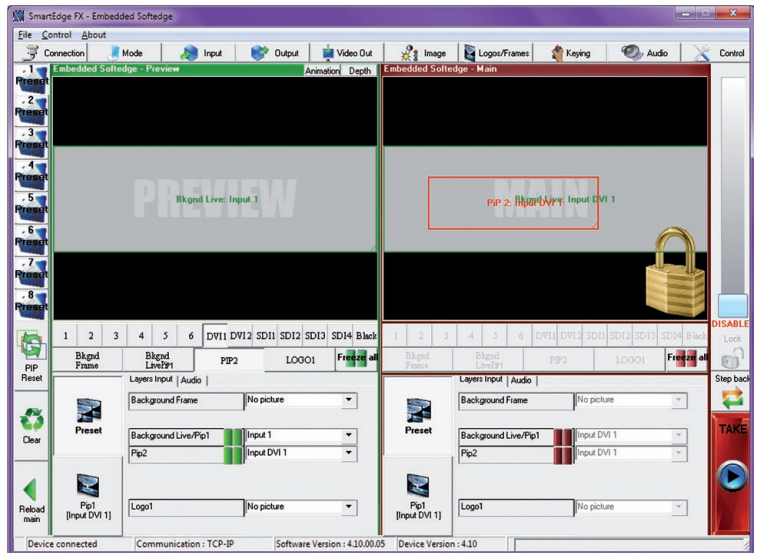 SmartEdge FX - Embedded Softedge
File Control About
Connection Mode Input Output Video Out Image Logos/Frames Keying Audio Control
Embedded Softedge - Preview Animation Depth
Embedded Softedge - Main
1 Preset
2 Preset
3 Preset
4 Preset
5 Preset
6 Preset
7 Preset
8 Preset
PIP Reset
Clear
Reload main
PREVIEW
Bkgnd Live: Input 1
MAIN
PiP 2: Input DVI 1
Bkgnd Live: Input DVI 1
1 2 3 4 5 6 DVI1 DVI2 SDI1 SDI2 SDI3 SDI4 Black
Bkgnd Frame
Bkgnd Live/P1
PIP2
LOGO1
Freeze all
Layers Input Audio
Preset
Background Frame No picture
Background Live/Pip1 Input 1
Pip2 Input DVI 1
Pip1 [Input DVI 1]
Logo1 No picture
1 2 3 4 5 6 DVI1 DVI2 SDI1 SDI2 SDI3 SDI4 Black
Bkgnd Frame
Bkgnd Live/P1
PIP2
LOGO1
Freeze all
Layers Input Audio
Preset
Background Frame No picture
Background Live/Pip1 Input DVI 1
Pip2 Input DVI 1
Pip1 [Input DVI 1]
Logo1 No picture
DISABLE
Lock
Step back
TAKE
Device connected Communication : TCP-IP Software Version : 4.10.00.05 Device Version : 4.10